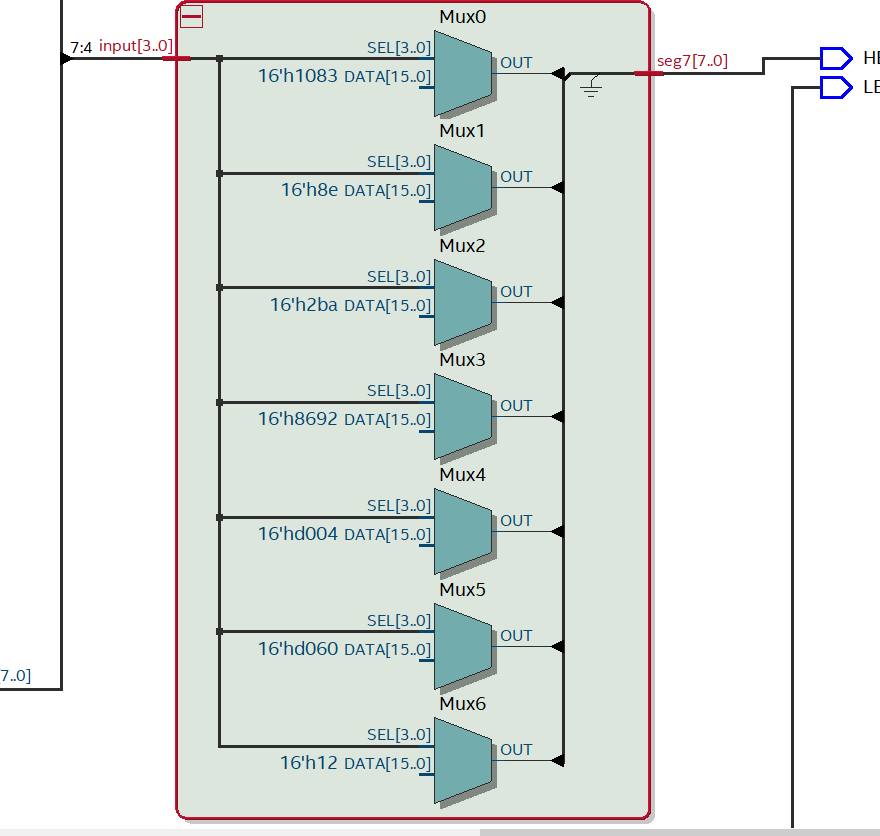 Mux0
7:4 input[3..0]
SEL[3..0]
OUT
seg7[7..0]
16'h1083 DATA[15..0]
Mux1
SEL[3..0]
OUT
16'h8e DATA[15..0]
Mux2
SEL[3..0]
OUT
16'h2ba DATA[15..0]
Mux3
SEL[3..0]
OUT
16'h8692 DATA[15..0]
Mux4
SEL[3..0]
OUT
16'hd004 DATA[15..0]
Mux5
SEL[3..0]
OUT
16'hd060 DATA[15..0]
7..0]
Mux6
SEL[3..0]
OUT
16'h12 DATA[15..0]